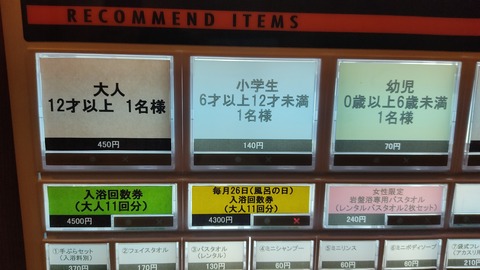 RECOMMEND ITEMS
大人
12才以上 1名様
450円
小学生
6才以上12才未満
1名様
140円
幼児
0歳以上6歳未満
1名様
70円
入浴回数券
(大人11回分)
4500円
毎月26日(風呂の日)
入浴回数券
(大人11回分)
4300円
×
女性限定
岩盤浴専用バスタオル
(レンタルバスタオル2枚セット)
240円
①手ぶらセット
(入浴料別)
370円
②フェイスタオル
210円
③バスタオル
(レンタル)
130円
④ミニシャンプー
60円
⑤ミニリンス
60円
⑥ミニボディソープ
60円